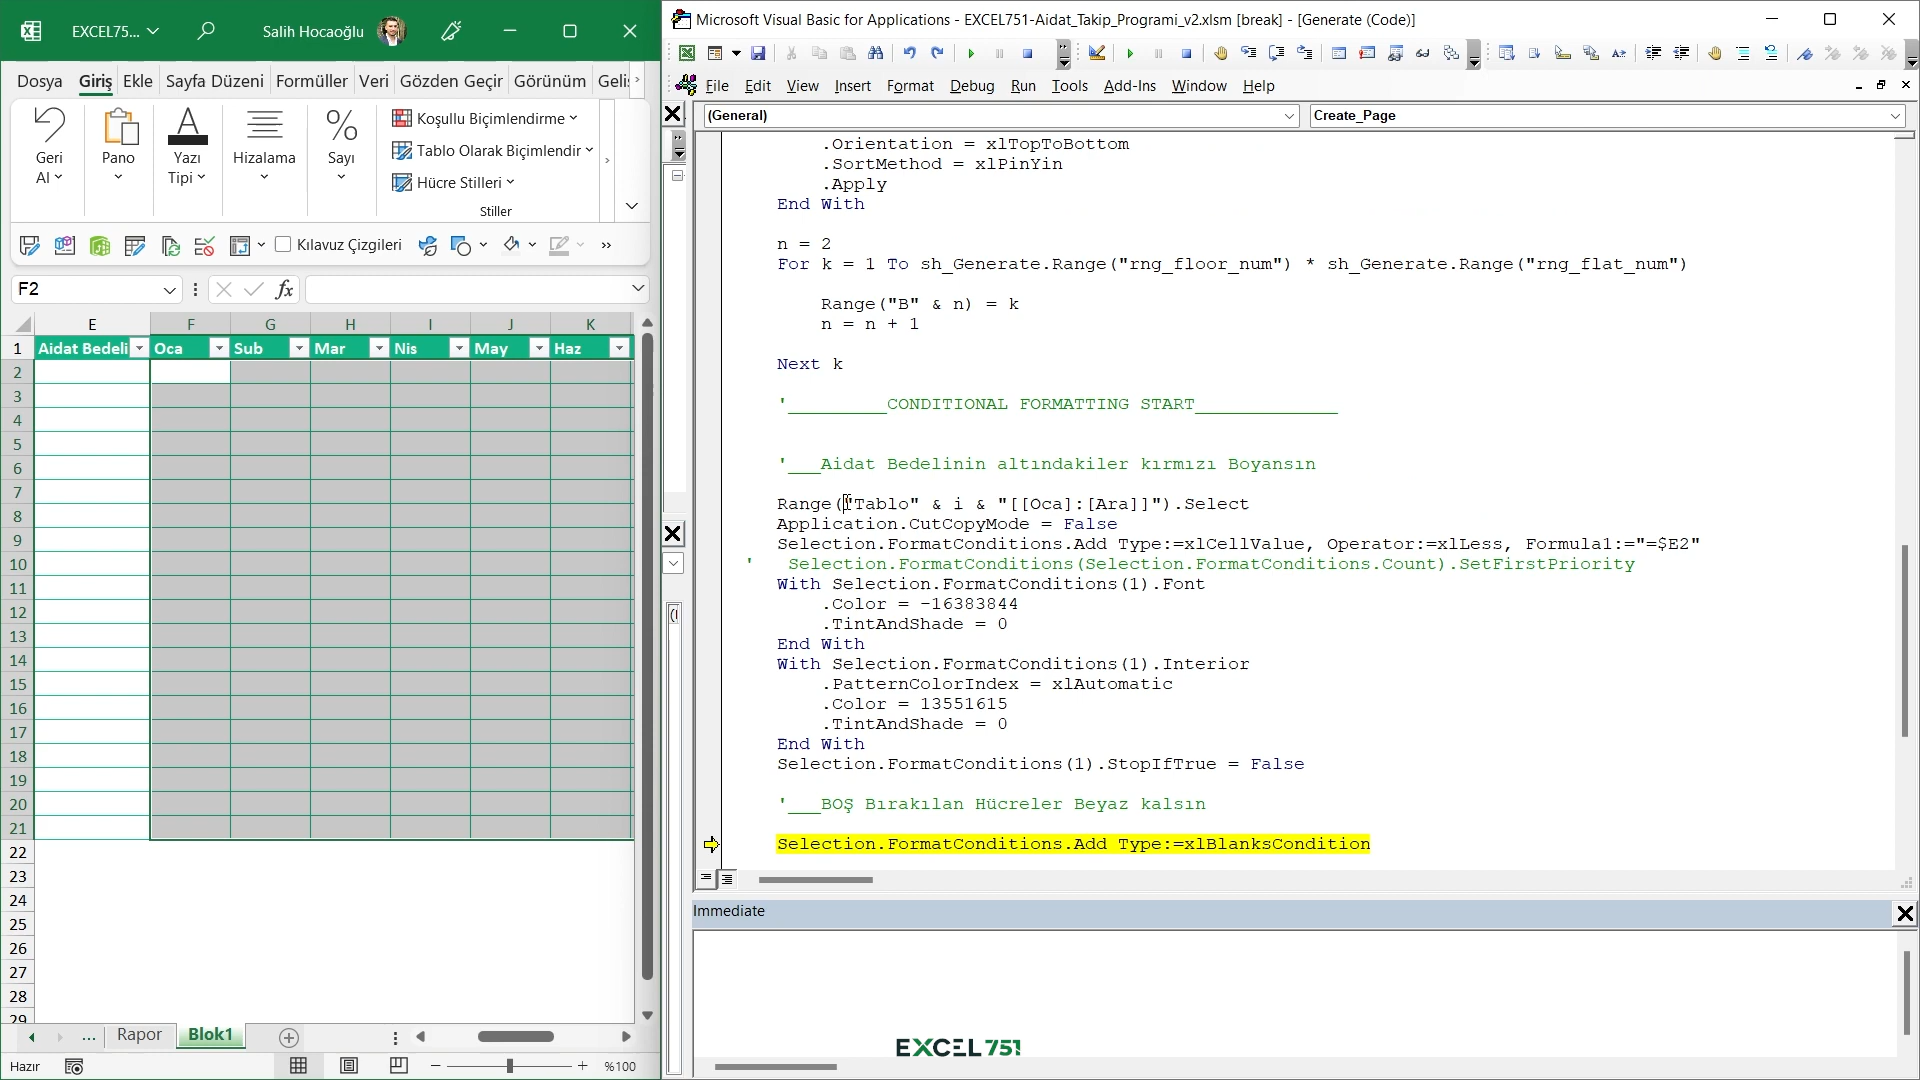 EXCEL75...
Salih Hocaoğlu
Dosya Giriş Ekle Sayfa Düzeni Formüller Veri Gözden Geçir Görünüm Geliş
Geri Al
Pano
Yazı Tipi
Hizalama
Sayı
Koşullu Biçimlendirme
Tablo Olarak Biçimlendir
Hücre Stilleri
Stiller
Kılavuz Çizgileri
F2
fx
E F G H I J K
1 Aidat Bedeli Oca Sub Mar Nis May Haz
2
3
4
5
6
7
8
9
10
11
12
13
14
15
16
17
18
19
20
21
22
23
24
25
26
27
28
29
... Rapor Blok1
Hazır
%100
Microsoft Visual Basic for Applications - EXCEL751-Aidat_Takip_Programi_v2.xlsm [break] - [Generate (Code)]
File Edit View Insert Format Debug Run Tools Add-Ins Window Help
(General) Create_Page
.Orientation = xlTopToBottom
.SortMethod = xlPinYin
.Apply
End With
n = 2
For k = 1 To sh_Generate.Range("rng_floor_num") * sh_Generate.Range("rng_flat_num")
Range("B" & n) = k
n = n + 1
Next k
'_________CONDITIONAL FORMATTING START_____________
'___Aidat Bedelinin altındakiler kırmızı Boyansın
Range("Tablo" & i & "[[Oca]:[Ara]]").Select
Application.CutCopyMode = False
Selection.FormatConditions.Add Type:=xlCellValue, Operator:=xlLess, Formula1:="=$E2"
' Selection.FormatConditions(Selection.FormatConditions.Count).SetFirstPriority
With Selection.FormatConditions(1).Font
.Color = -16383844
.TintAndShade = 0
End With
With Selection.FormatConditions(1).Interior
.PatternColorIndex = xlAutomatic
.Color = 13551615
.TintAndShade = 0
End With
Selection.FormatConditions(1).StopIfTrue = False
'___BOŞ Bırakılan Hücreler Beyaz kalsın
Selection.FormatConditions.Add Type:=xlBlanksCondition
Immediate
EXCEL751